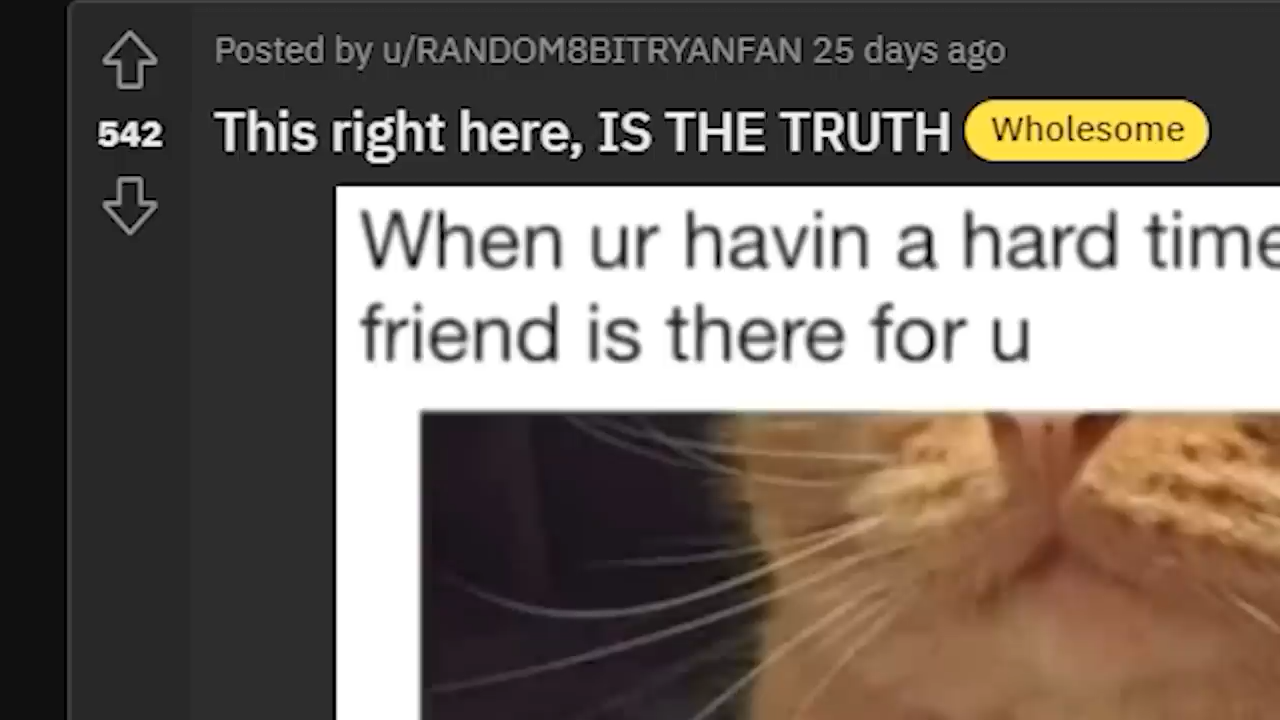 Posted by u/RANDOM8BITRYANFAN 25 days ago
542
This right here, IS THE TRUTH Wholesome
When ur havin a hard time
friend is there for u